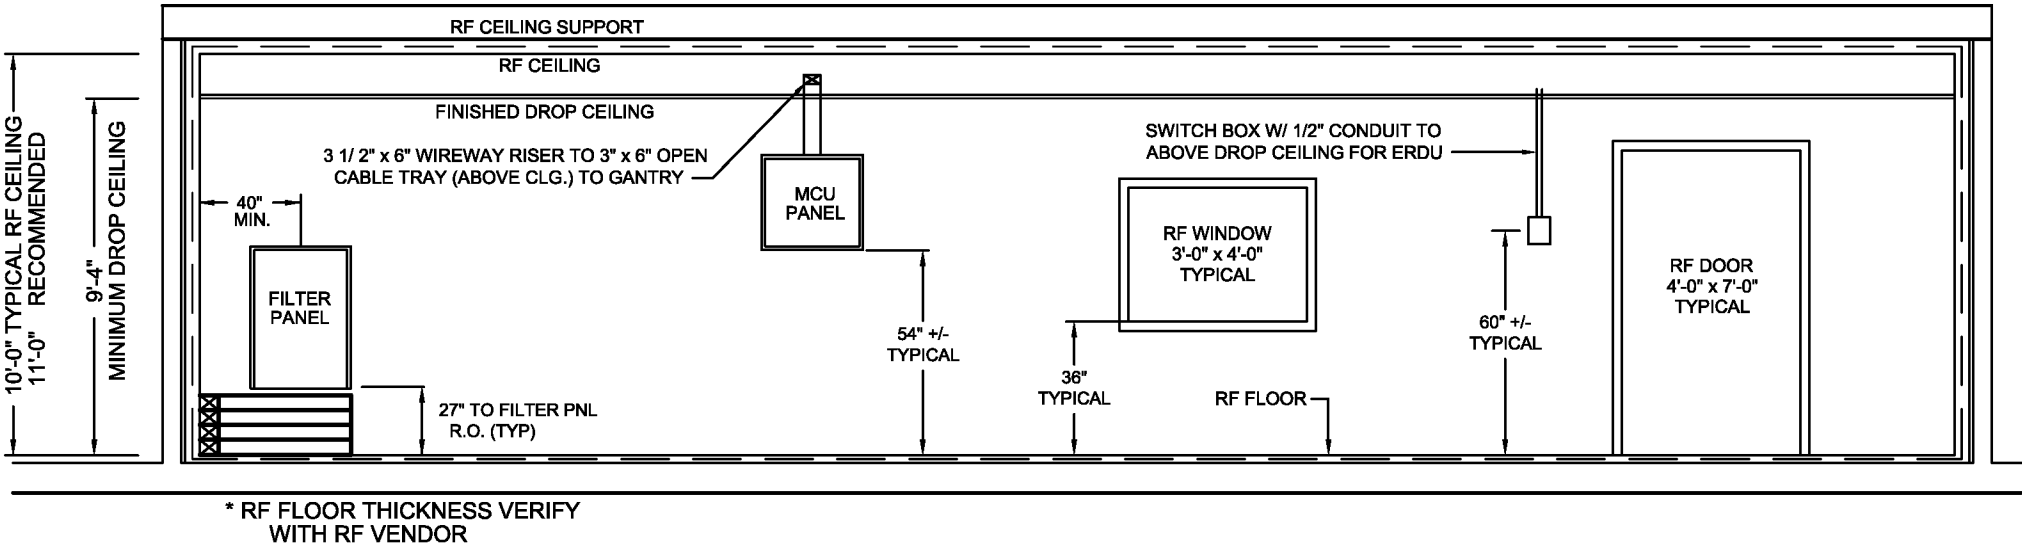 RF CEILING SUPPORT
RF CEILING
FINISHED DROP CEILING
3 1/ 2" x 6" WIREWAY RISER TO 3" x 6" OPEN
CABLE TRAY (ABOVE CLG.) TO GANTRY
SWITCH BOX W/ 1/2" CONDUIT TO
ABOVE DROP CEILING FOR ERDU
10'-0" TYPICAL RF CEILING
11'-0" RECOMMENDED
9'-4"
MINIMUM DROP CEILING
40"
MIN.
FILTER
PANEL
MCU
PANEL
RF WINDOW
3'-0" x 4'-0"
TYPICAL
RF DOOR
4'-0" x 7'-0"
TYPICAL
54" +/-
TYPICAL
60" +/-
TYPICAL
36"
TYPICAL
RF FLOOR
27" TO FILTER PNL
R.O. (TYP)
* RF FLOOR THICKNESS VERIFY
WITH RF VENDOR